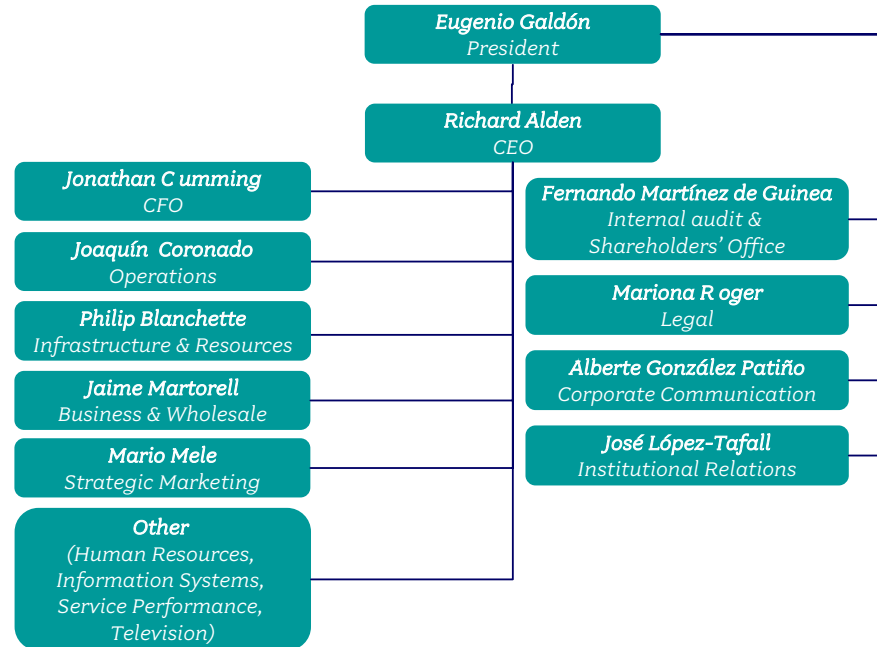 Eugenio Galdón
President
Richard Alden
CEO
Jonathan C umming
CFO
Joaquín Coronado
Operations
Philip Blanchette
Infrastructure & Resources
Jaime Martorell
Business & Wholesale
Mario Mele
Strategic Marketing
Other
(Human Resources,
Information Systems,
Service Performance,
Television)
Fernando Martínez de Guinea
Internal audit &
Shareholders’ Office
Mariona R oger
Legal
Alberte González Patiño
Corporate Communication
José López-Tafall
Institutional Relations